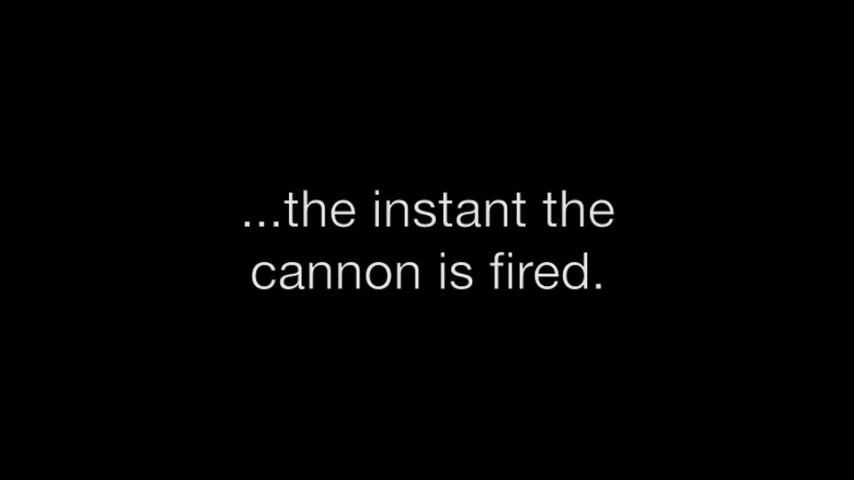 ...the instant the
cannon is fired.